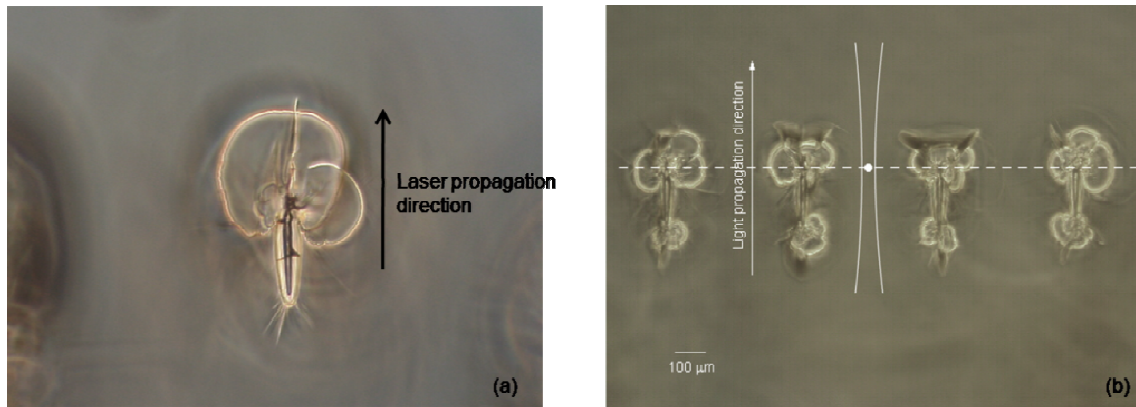 Laser propagation
direction
(a)
Light propagation direction
100 μm
(b)